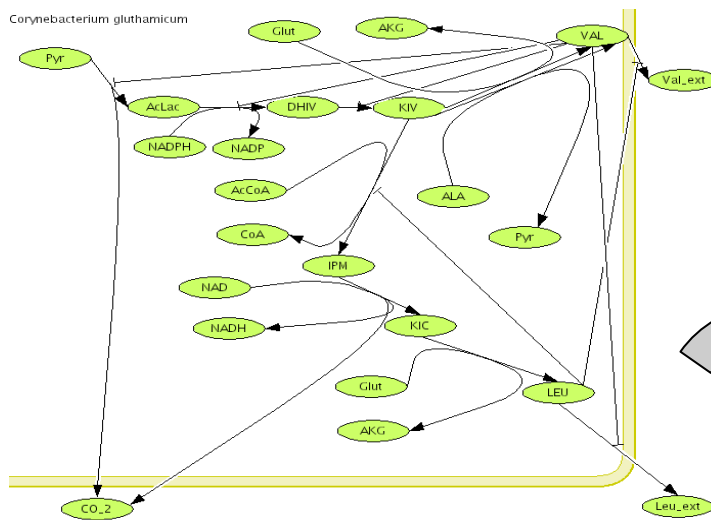 Corynebacterium gluthamicum
Glut
AKG
VAL
Pyr
Val_ext
AcLac
DHIV
KIV
NADPH
NADP
AcCoA
ALA
CoA
Pyr
IPM
NAD
NADH
KIC
Glut
LEU
AKG
CO_2
Leu_ext